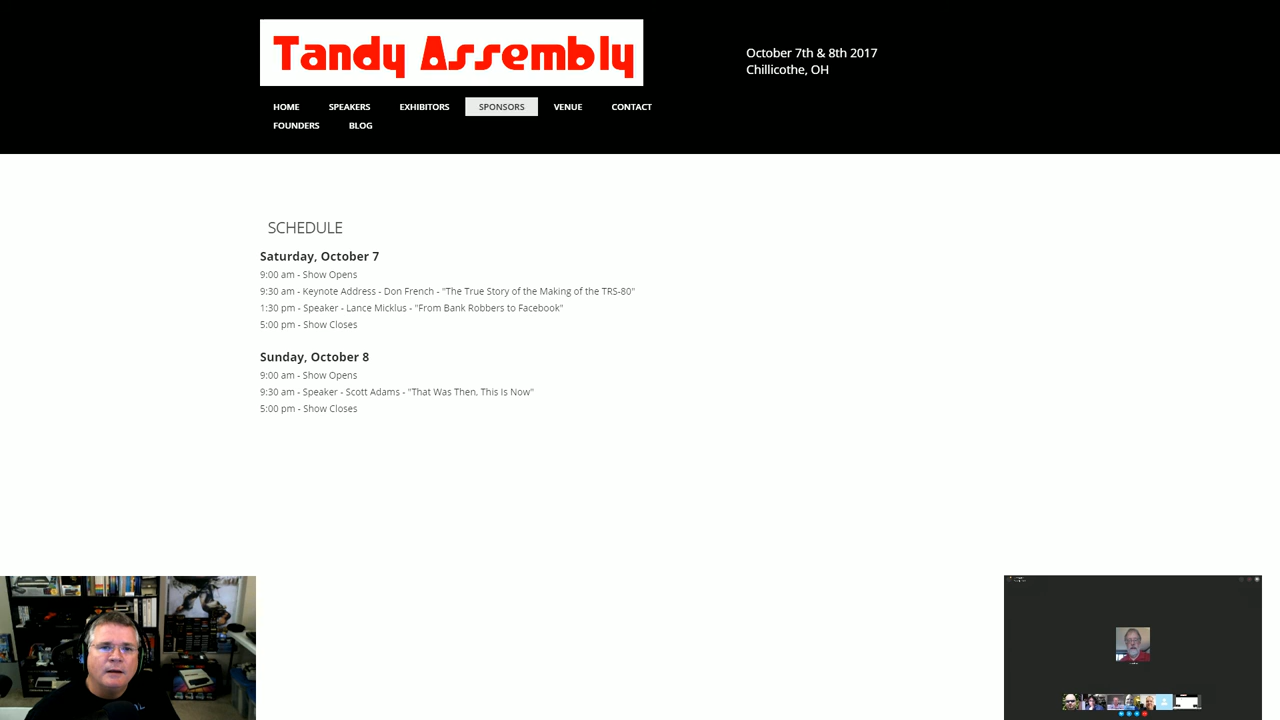 Tandy Assembly
October 7th & 8th 2017
Chillicothe, OH
HOME SPEAKERS EXHIBITORS SPONSORS VENUE CONTACT
FOUNDERS BLOG
SCHEDULE
Saturday, October 7
9:00 am - Show Opens
9:30 am - Keynote Address - Don French - "The True Story of the Making of the TRS-80"
1:30 pm - Speaker - Lance Micklus - "From Bank Robbers to Facebook"
5:00 pm - Show Closes
Sunday, October 8
9:00 am - Show Opens
9:30 am - Speaker - Scott Adams - "That Was Then, This Is Now"
5:00 pm - Show Closes